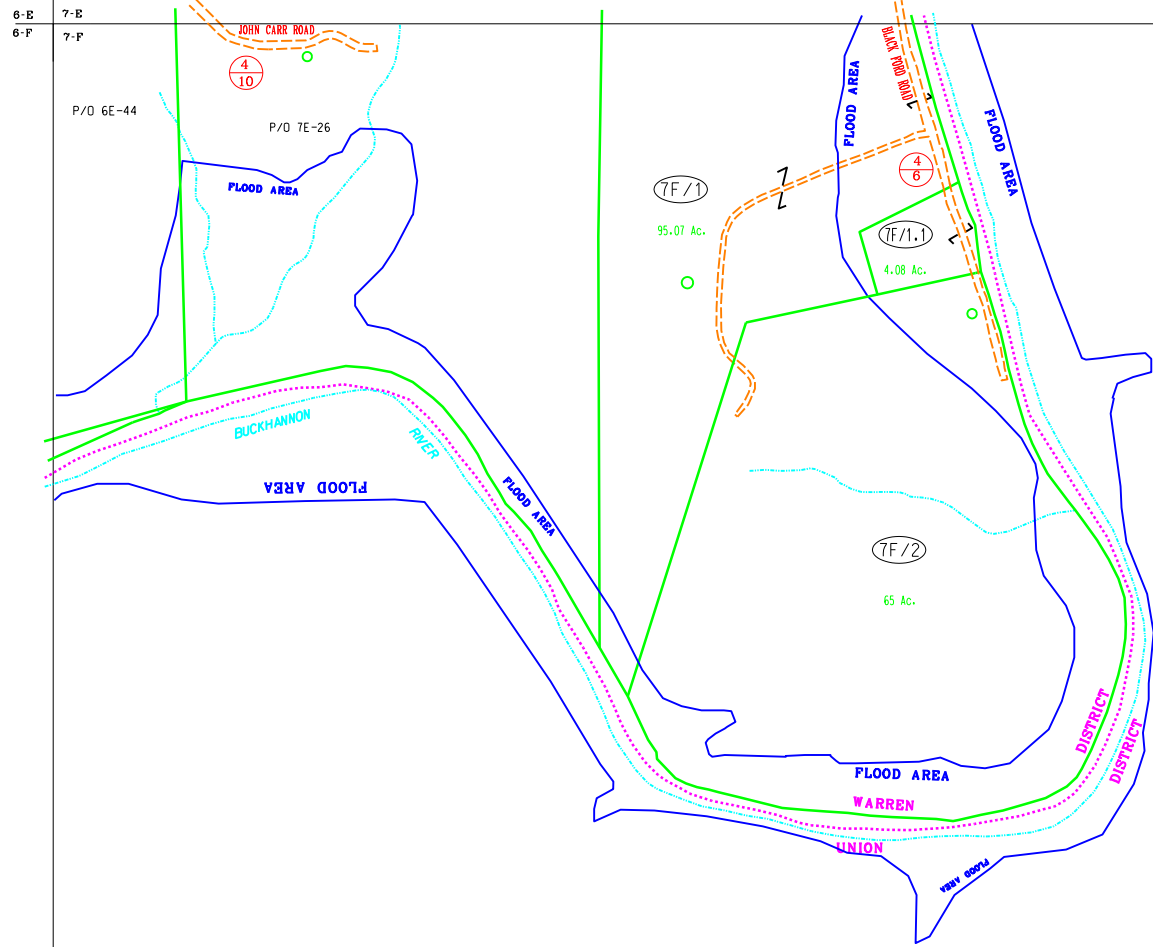 6-E 7-E
6-F 7-F
JOHN CARR ROAD
4
10
P/O 6E-44
P/O 7E-26
FLOOD AREA
BLACK FORD ROAD
FLOOD AREA
FLOOD AREA
4
6
7F/1
95.07 Ac.
7F/1.1
4.08 Ac.
BUCKHANNON
RIVER
FLOOD AREA
FLOOD AREA
7F/2
65 Ac.
DISTRICT
DISTRICT
FLOOD AREA
WARREN
UNION
FLOOD AREA